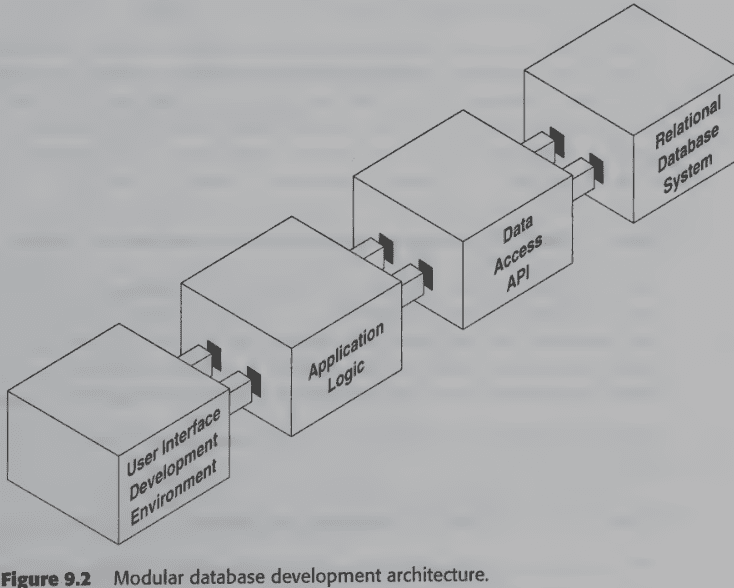 Relational
Database
System
Data
Access
API
Application
Logic
User Interface
Development
Environment
Figure 9.2 Modular database development architecture.